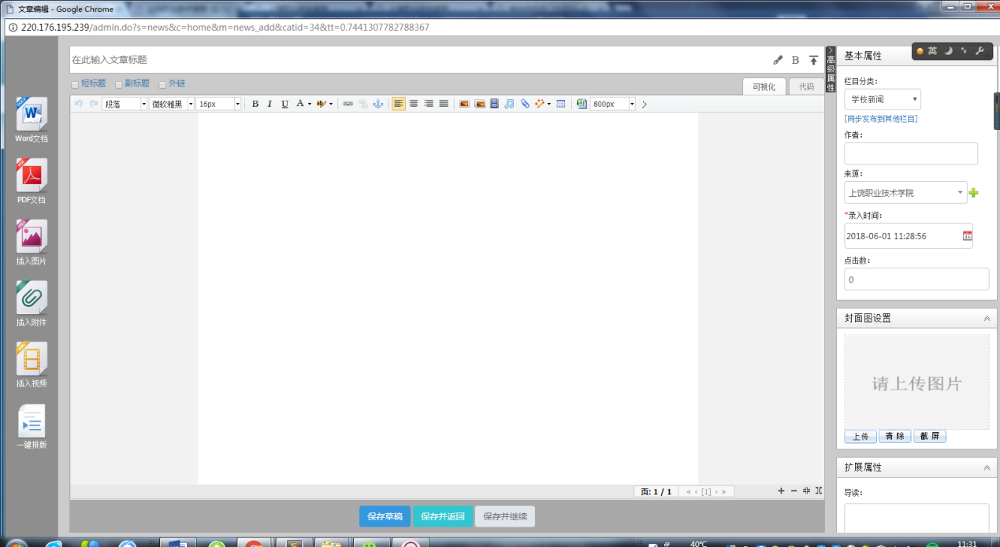 文章编辑 - Google Chrome
220.176.195.239/admin.do?s=news&c=home&m=news_add&catid=34&tt=0.7441307782788367
在此输入文章标题
B
高级属性
基本属性
英
短标题 副标题 外链
可视化 代码
段落 微软雅黑 16px B I U A ab 800px
Word文档
PDF文档
插入图片
插入附件
插入视频
一键排版
栏目分类:
学校新闻
[同步发布到其他栏目]
作者:
来源:
上饶职业技术学院
*录入时间:
2018-06-01 11:28:56
31
点击数:
0
封面图设置
请上传图片
上传 清除 截屏
扩展属性
导读:
页: 1 / 1 « ‹ [1] › »
保存草稿 保存并返回 保存并继续
40℃
11:31